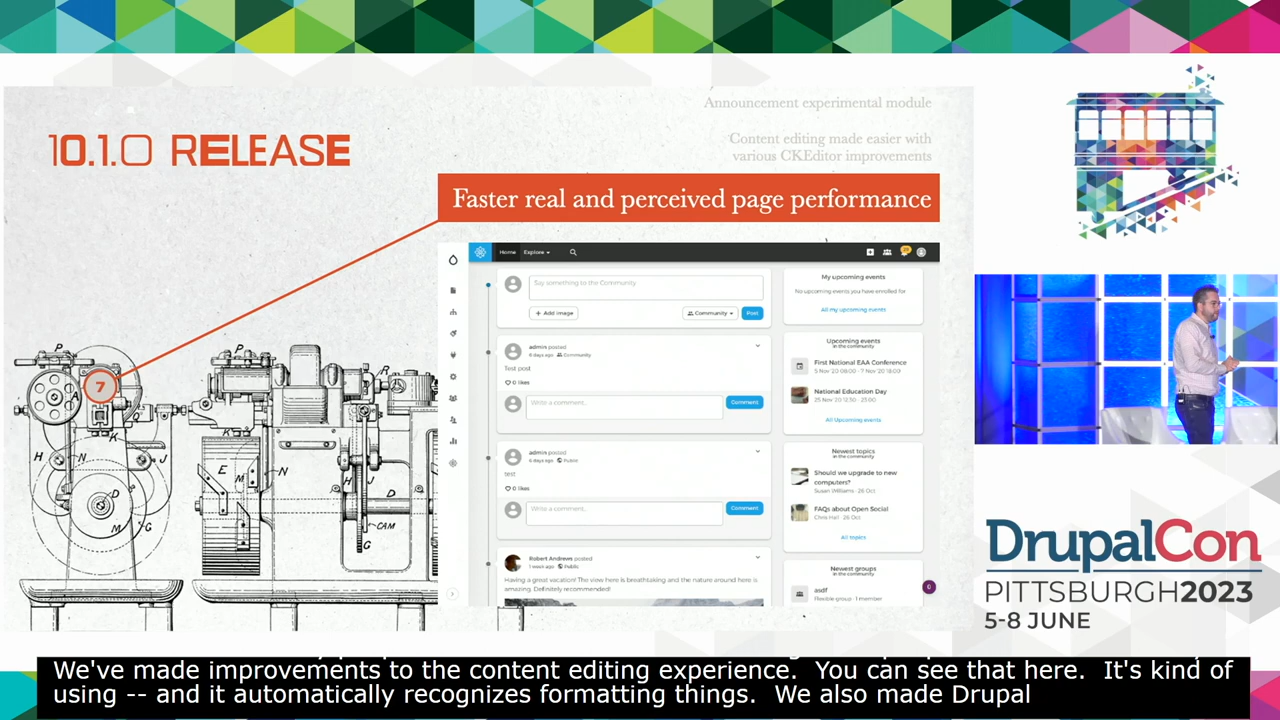 Announcement experimental module
10.1.0 RELEASE
Content editing made easier with
various CKEditor improvements
Faster real and perceived page performance
Home Explore
20
Say something to the Community
Add image
Community
Post
admin posted
6 days ago Community
Test post
0 likes
Write a comment...
Comment
admin posted
6 days ago Public
test
0 likes
Write a comment...
Comment
Robert Andrews posted
1 week ago Public
Having a great vacation! The view here is breathtaking and the nature around here is
amazing. Definitely recommended!
My upcoming events
No upcoming events you have enrolled for
All my upcoming events
Upcoming events
in the community
First National EAA Conference
5 Nov '20 08:00 - 7 Nov '20 18:00
National Education Day
25 Nov '20 12:30 - 23:00
All Upcoming events
Newest topics
in the community
Should we upgrade to new
computers?
Susan Williams · 26 Oct
FAQs about Open Social
Chris Hall · 26 Oct
All topics
Newest groups
in the community
asdf
Flexible group · 1 member
7
P
P
R
K
K
H
N
J
E
M
N
H
J
D
D
M
G
CAM
G
DrupalCon
PITTSBURGH2023
5-8 JUNE
We've made improvements to the content editing experience. You can see that here. It's kind of
using -- and it automatically recognizes formatting things. We also made Drupal